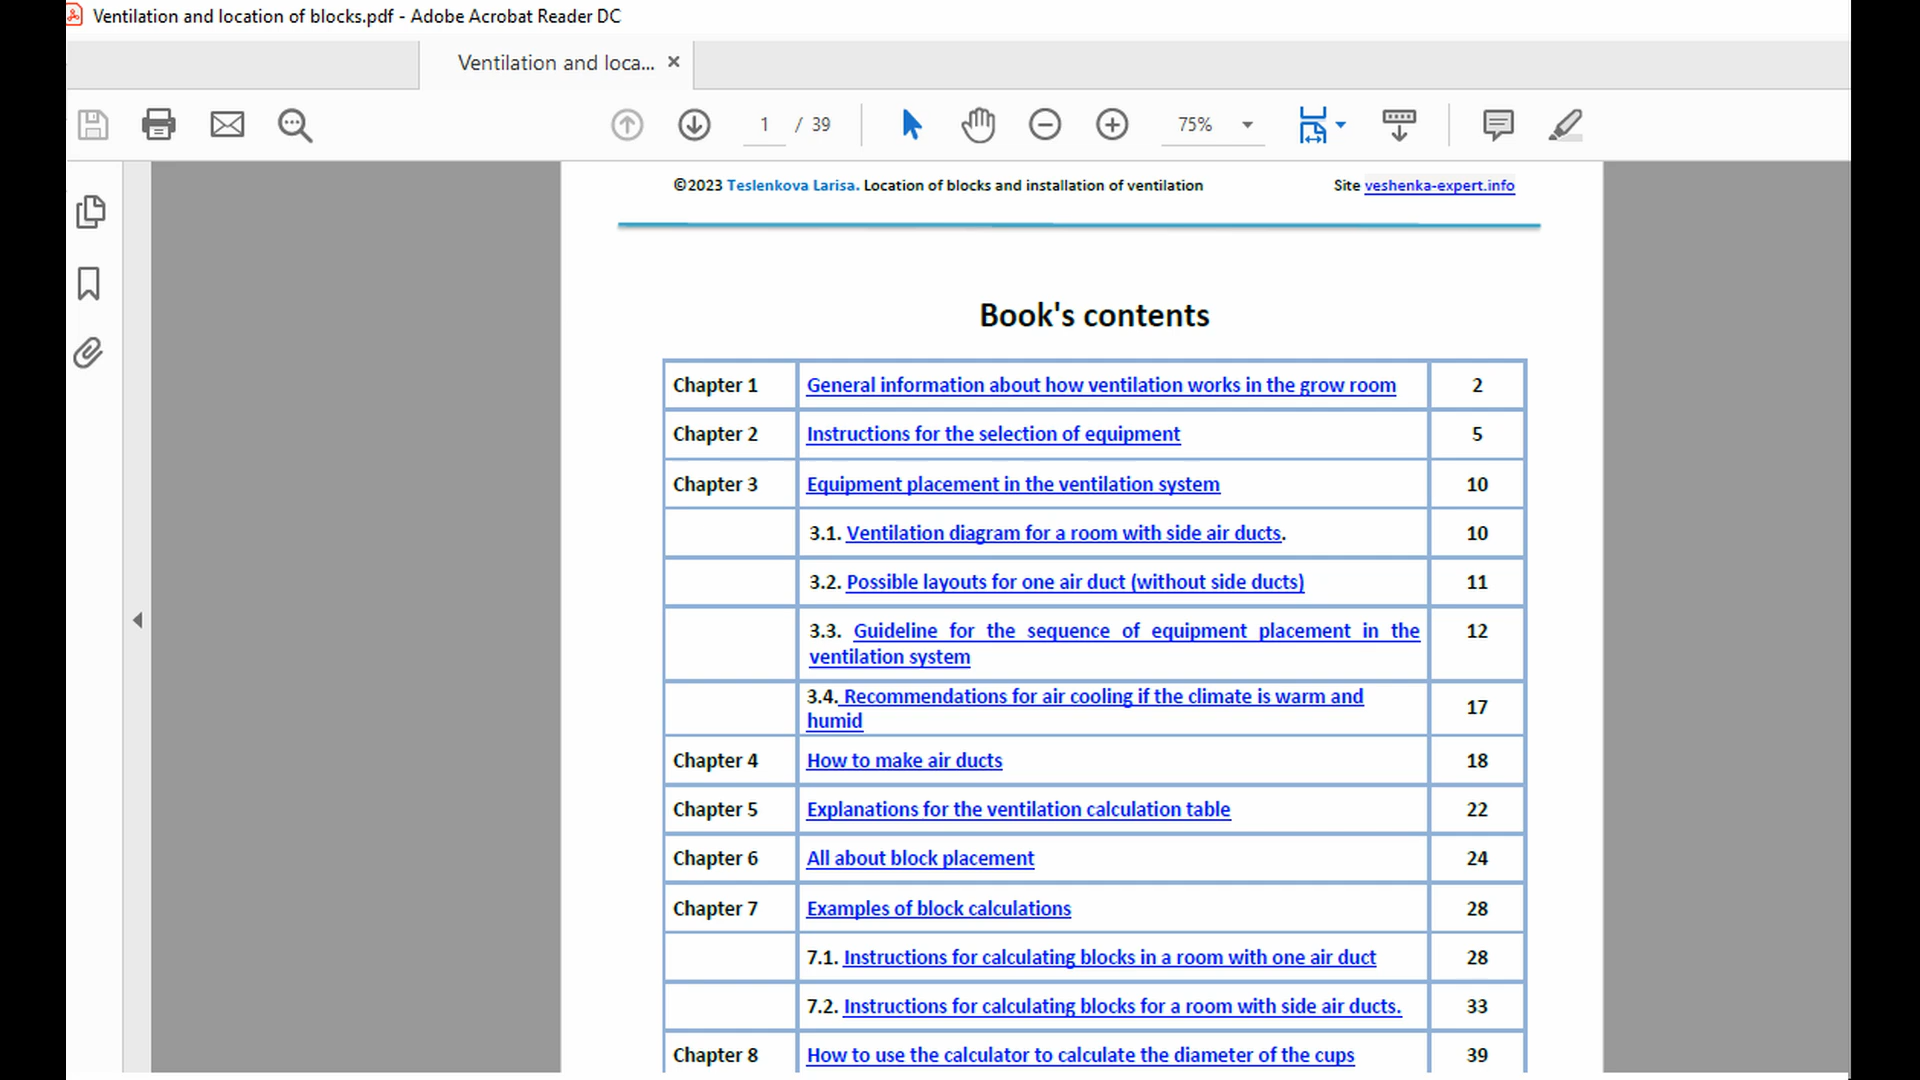 Ventilation and location of blocks.pdf - Adobe Acrobat Reader DC
Ventilation and loca... ×
1 / 39 75%
©2023 Teslenkova Larisa. Location of blocks and installation of ventilation Site veshenka-expert.info
Book's contents
Chapter 1 General information about how ventilation works in the grow room 2
Chapter 2 Instructions for the selection of equipment 5
Chapter 3 Equipment placement in the ventilation system 10
3.1. Ventilation diagram for a room with side air ducts. 10
3.2. Possible layouts for one air duct (without side ducts) 11
3.3. Guideline for the sequence of equipment placement in the 12
ventilation system
3.4. Recommendations for air cooling if the climate is warm and
humid 17
Chapter 4 How to make air ducts 18
Chapter 5 Explanations for the ventilation calculation table 22
Chapter 6 All about block placement 24
Chapter 7 Examples of block calculations 28
7.1. Instructions for calculating blocks in a room with one air duct 28
7.2. Instructions for calculating blocks for a room with side air ducts. 33
Chapter 8 How to use the calculator to calculate the diameter of the cups 39